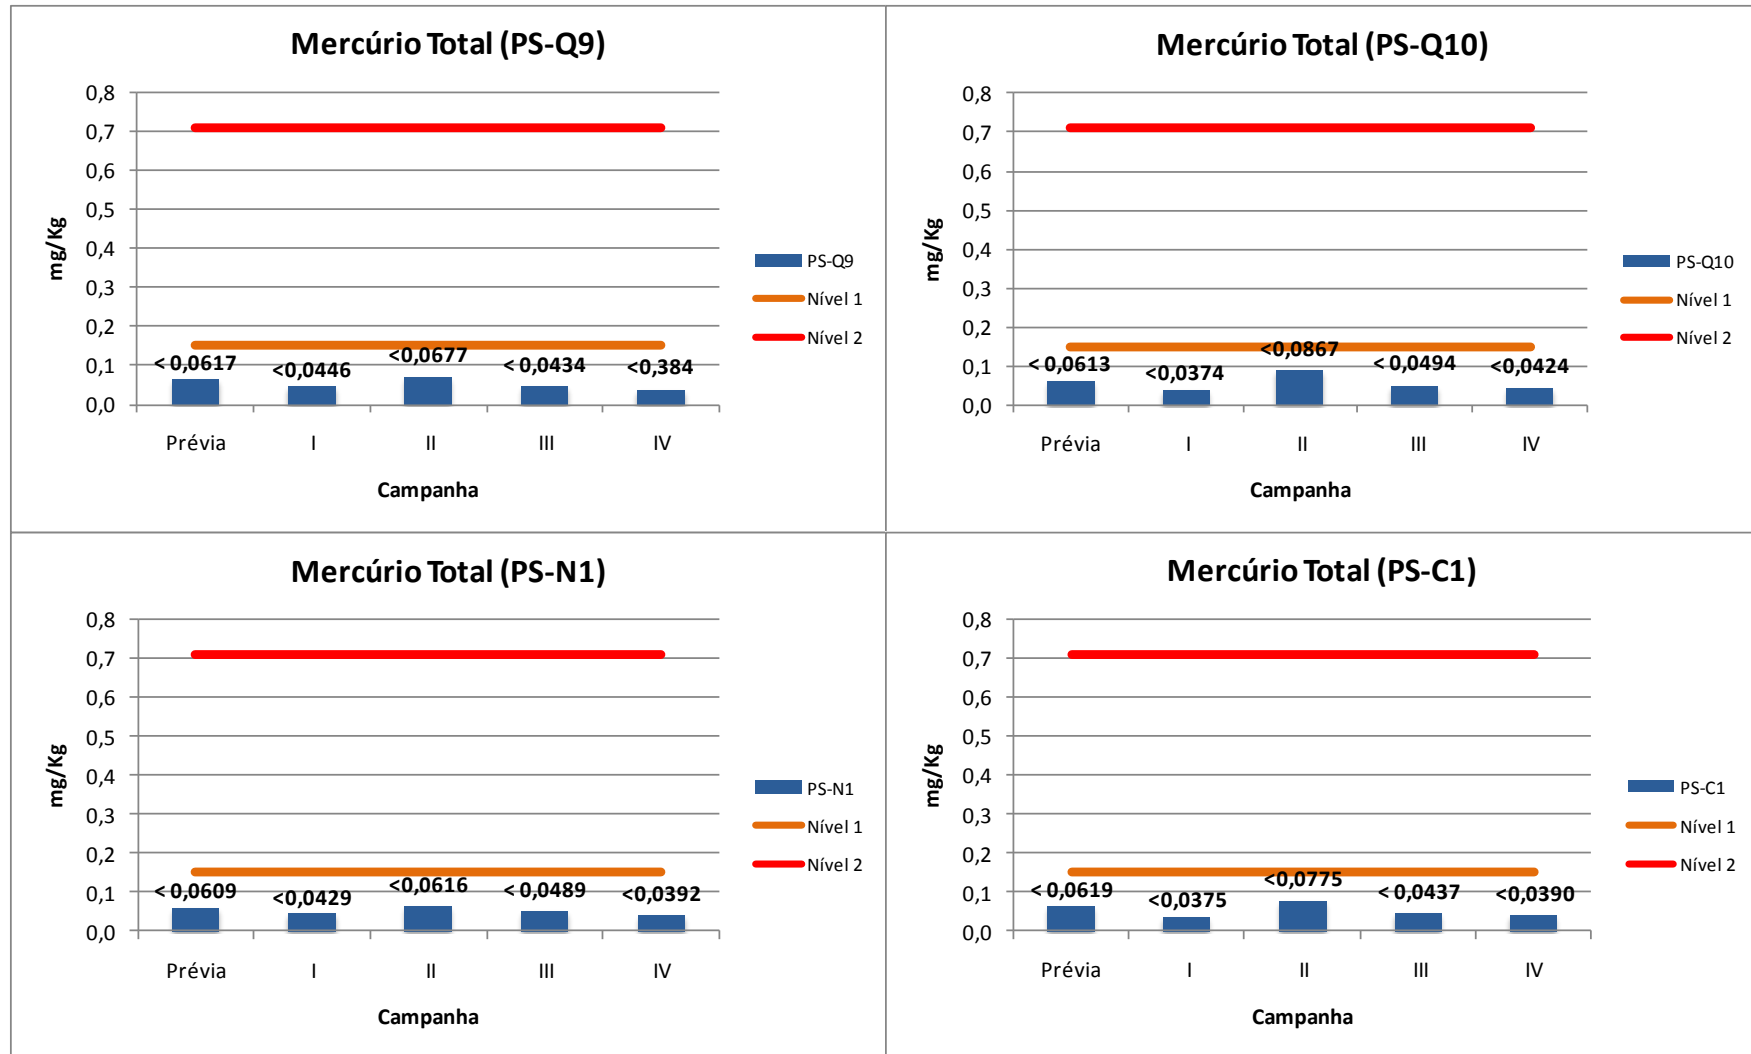 Mercúrio Total (PS-Q9)
0,8
0,7
0,6
0,5
0,4
0,3
0,2
0,1
0,0
mg/Kg
< 0,0617
<0,0446
<0,0677
<0,0434
<0,384
Prévia
I
II
III
IV
Campanha
PS-Q9
Nível 1
Nível 2
Mercúrio Total (PS-Q10)
0,8
0,7
0,6
0,5
0,4
0,3
0,2
0,1
0,0
mg/Kg
< 0,0613
<0,0374
<0,0867
<0,0494
<0,0424
Prévia
I
II
III
IV
Campanha
PS-Q10
Nível 1
Nível 2
Mercúrio Total (PS-N1)
0,8
0,7
0,6
0,5
0,4
0,3
0,2
0,1
0,0
mg/Kg
< 0,0609
<0,0429
<0,0616
<0,0489
<0,0392
Prévia
I
II
III
IV
Campanha
PS-N1
Nível 1
Nível 2
Mercúrio Total (PS-C1)
0,8
0,7
0,6
0,5
0,4
0,3
0,2
0,1
0,0
mg/Kg
< 0,0619
<0,0375
<0,0775
<0,0437
<0,0390
Prévia
I
II
III
IV
Campanha
PS-C1
Nível 1
Nível 2